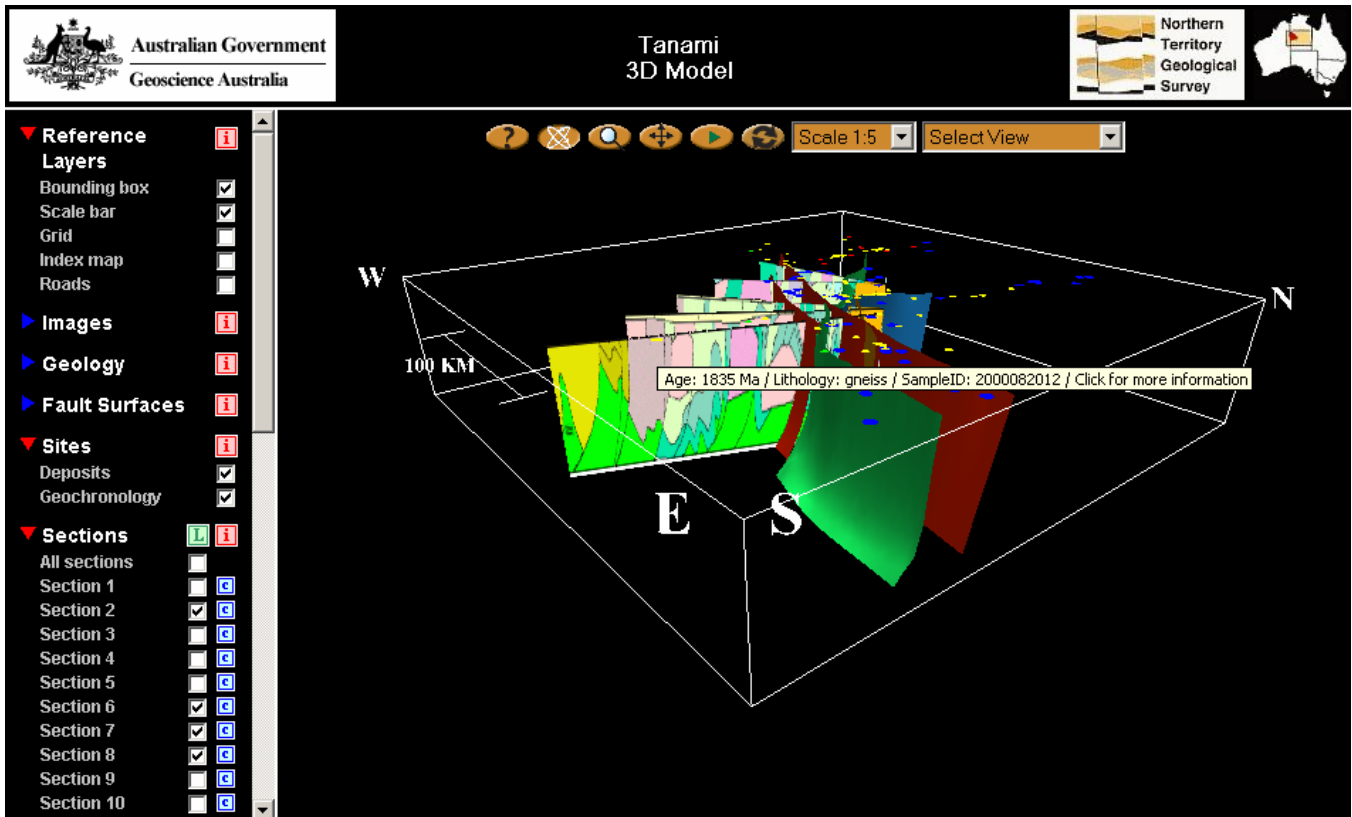 Australian Government
Geoscience Australia
Tanami
3D Model
Northern
Territory
Geological
Survey
Reference
Layers
i
Bounding box
Scale bar
Grid
Index map
Roads
Images i
Geology i
Fault Surfaces i
Sites i
Deposits
Geochronology
Sections L i
All sections
Section 1 c
Section 2 c
Section 3 c
Section 4 c
Section 5 c
Section 6 c
Section 7 c
Section 8 c
Section 9 c
Section 10 c
? Scale 1:5 Select View
W
N
100 KM
Age: 1835 Ma / Lithology: gneiss / SampleID: 2000082012 / Click for more information
E S